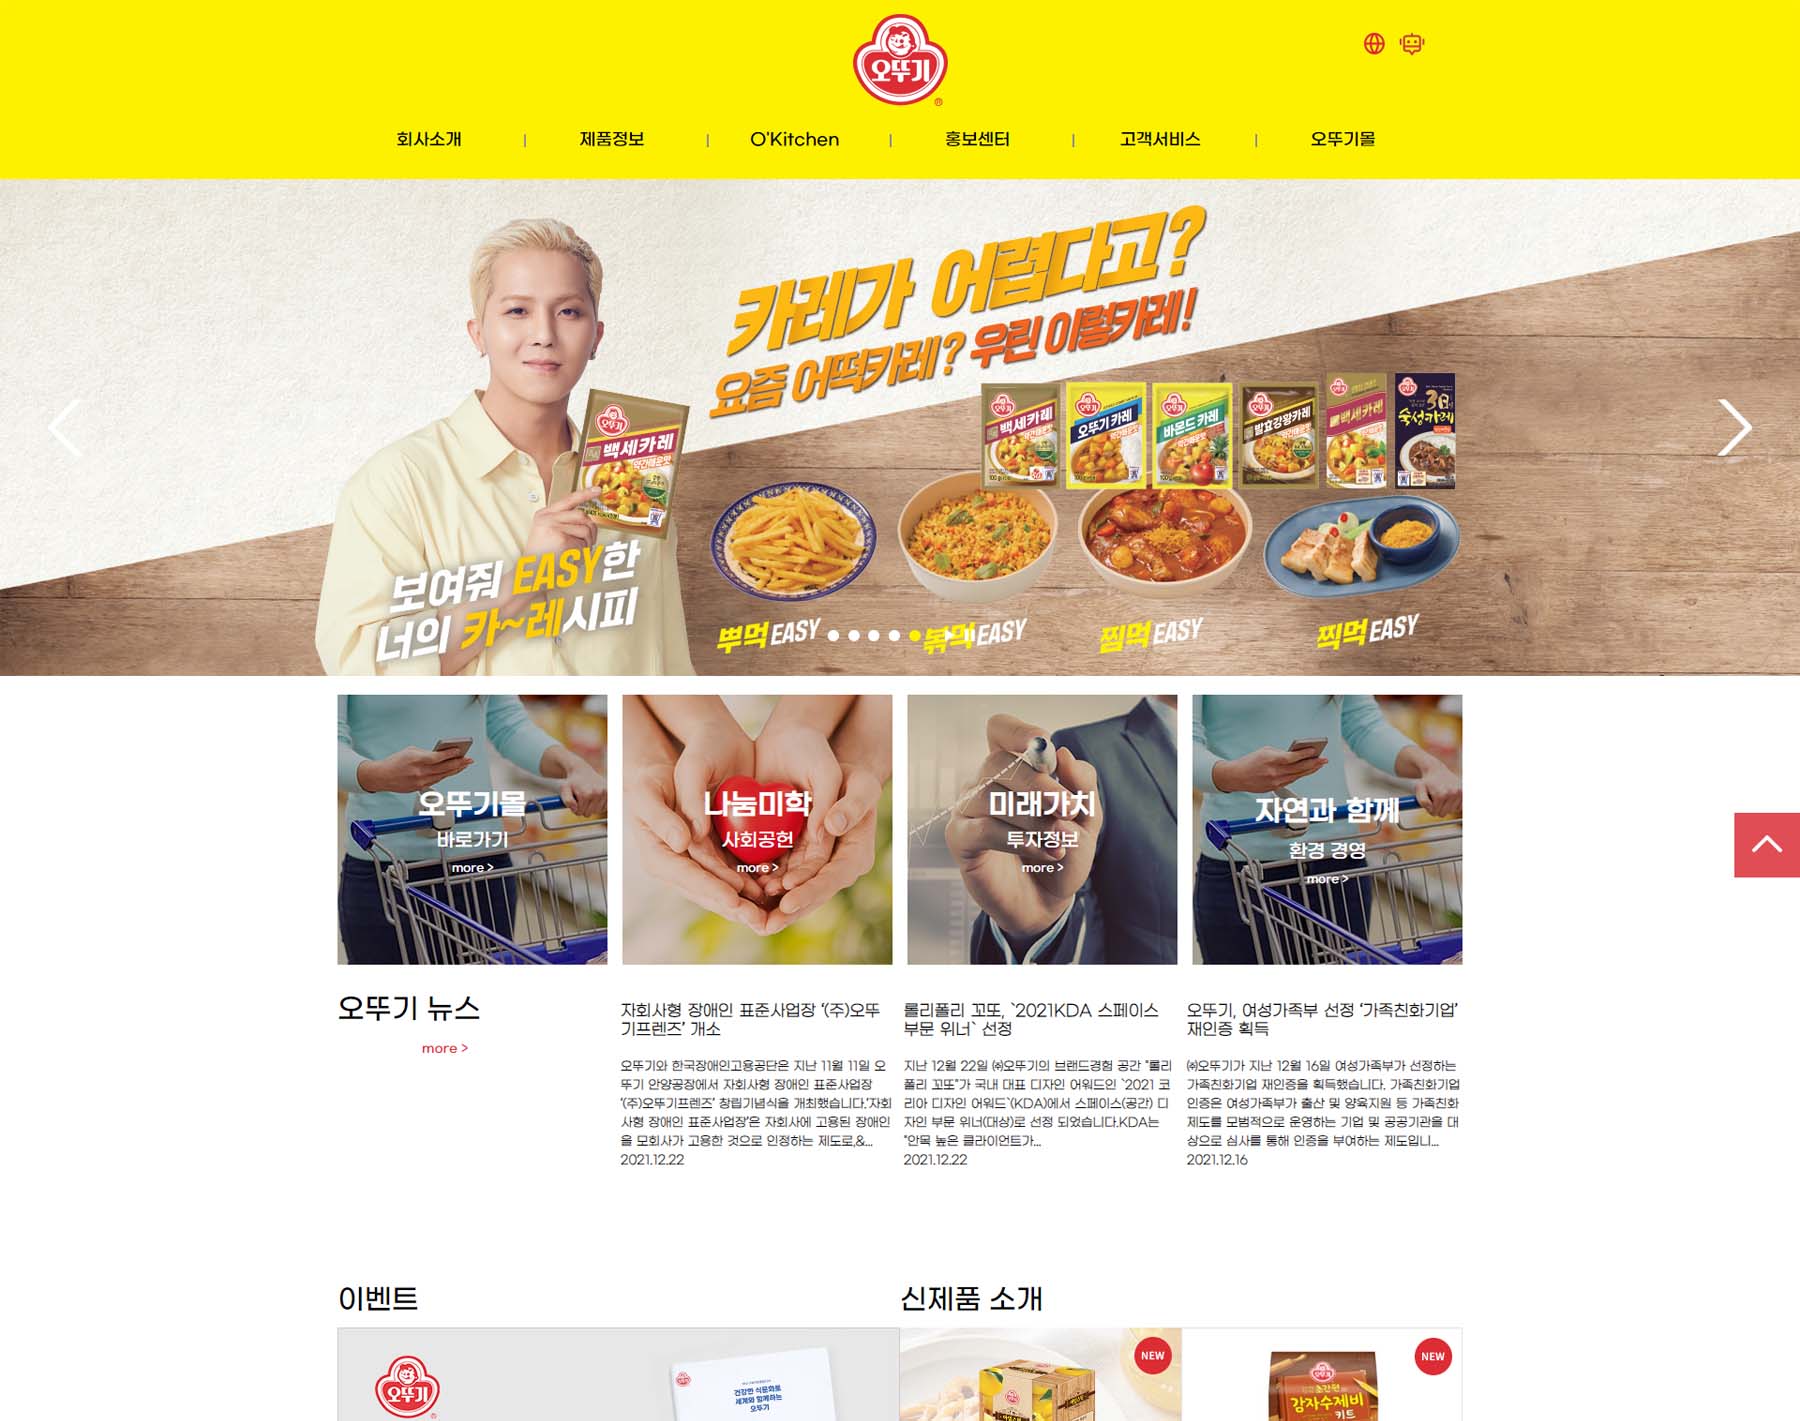 오뚜기
회사소개
제품정보
O'Kitchen
홍보센터
고객서비스
오뚜기몰
카레가 어렵다고?
요즘 어떡카레? 우린 이렇카레!
백세카레
약간매운맛
백세카레
오뚜기 카레
바몬드 카레
발효강황카레
백세카레
3일
숙성카레
보여줘 EASY한
너의 카~레시피
뿌먹 EASY
볶먹 EASY
찜먹 EASY
찍먹 EASY
오뚜기몰
바로가기
more >
나눔미학
사회공헌
more >
미래가치
투자정보
more >
자연과 함께
환경 경영
more >
오뚜기 뉴스
more >
자회사형 장애인 표준사업장 ‘(주)오뚜
기프렌즈’ 개소
오뚜기와 한국장애인고용공단은 지난 11월 11일 오
뚜기 안양공장에서 자회사형 장애인 표준사업장
‘(주)오뚜기프렌즈’ 창립기념식을 개최했습니다.‘자회
사형 장애인 표준사업장’은 자회사에 고용된 장애인
을 모회사가 고용한 것으로 인정하는 제도로,&...
2021.12.22
롤리폴리 꼬또, `2021KDA 스페이스
부문 위너` 선정
지난 12월 22일 ㈜오뚜기의 브랜드경험 공간 "롤리
폴리 꼬또"가 국내 대표 디자인 어워드인 `2021 코
리아 디자인 어워드`(KDA)에서 스페이스(공간) 디
자인 부문 위너(대상)로 선정 되었습니다.KDA는
"안목 높은 클라이언트가...
2021.12.22
오뚜기, 여성가족부 선정 ‘가족친화기업’
재인증 획득
㈜오뚜기가 지난 12월 16일 여성가족부가 선정하는
가족친화기업 재인증을 획득했습니다. 가족친화기업
인증은 여성가족부가 출산 및 양육지원 등 가족친화
제도를 모범적으로 운영하는 기업 및 공공기관을 대
상으로 심사를 통해 인증을 부여하는 제도입니...
2021.12.16
이벤트
신제품 소개
오뚜기
건강한 식문화로
세계와 함께하는
오뚜기
NEW
NEW
초간편
감자수제비
키트